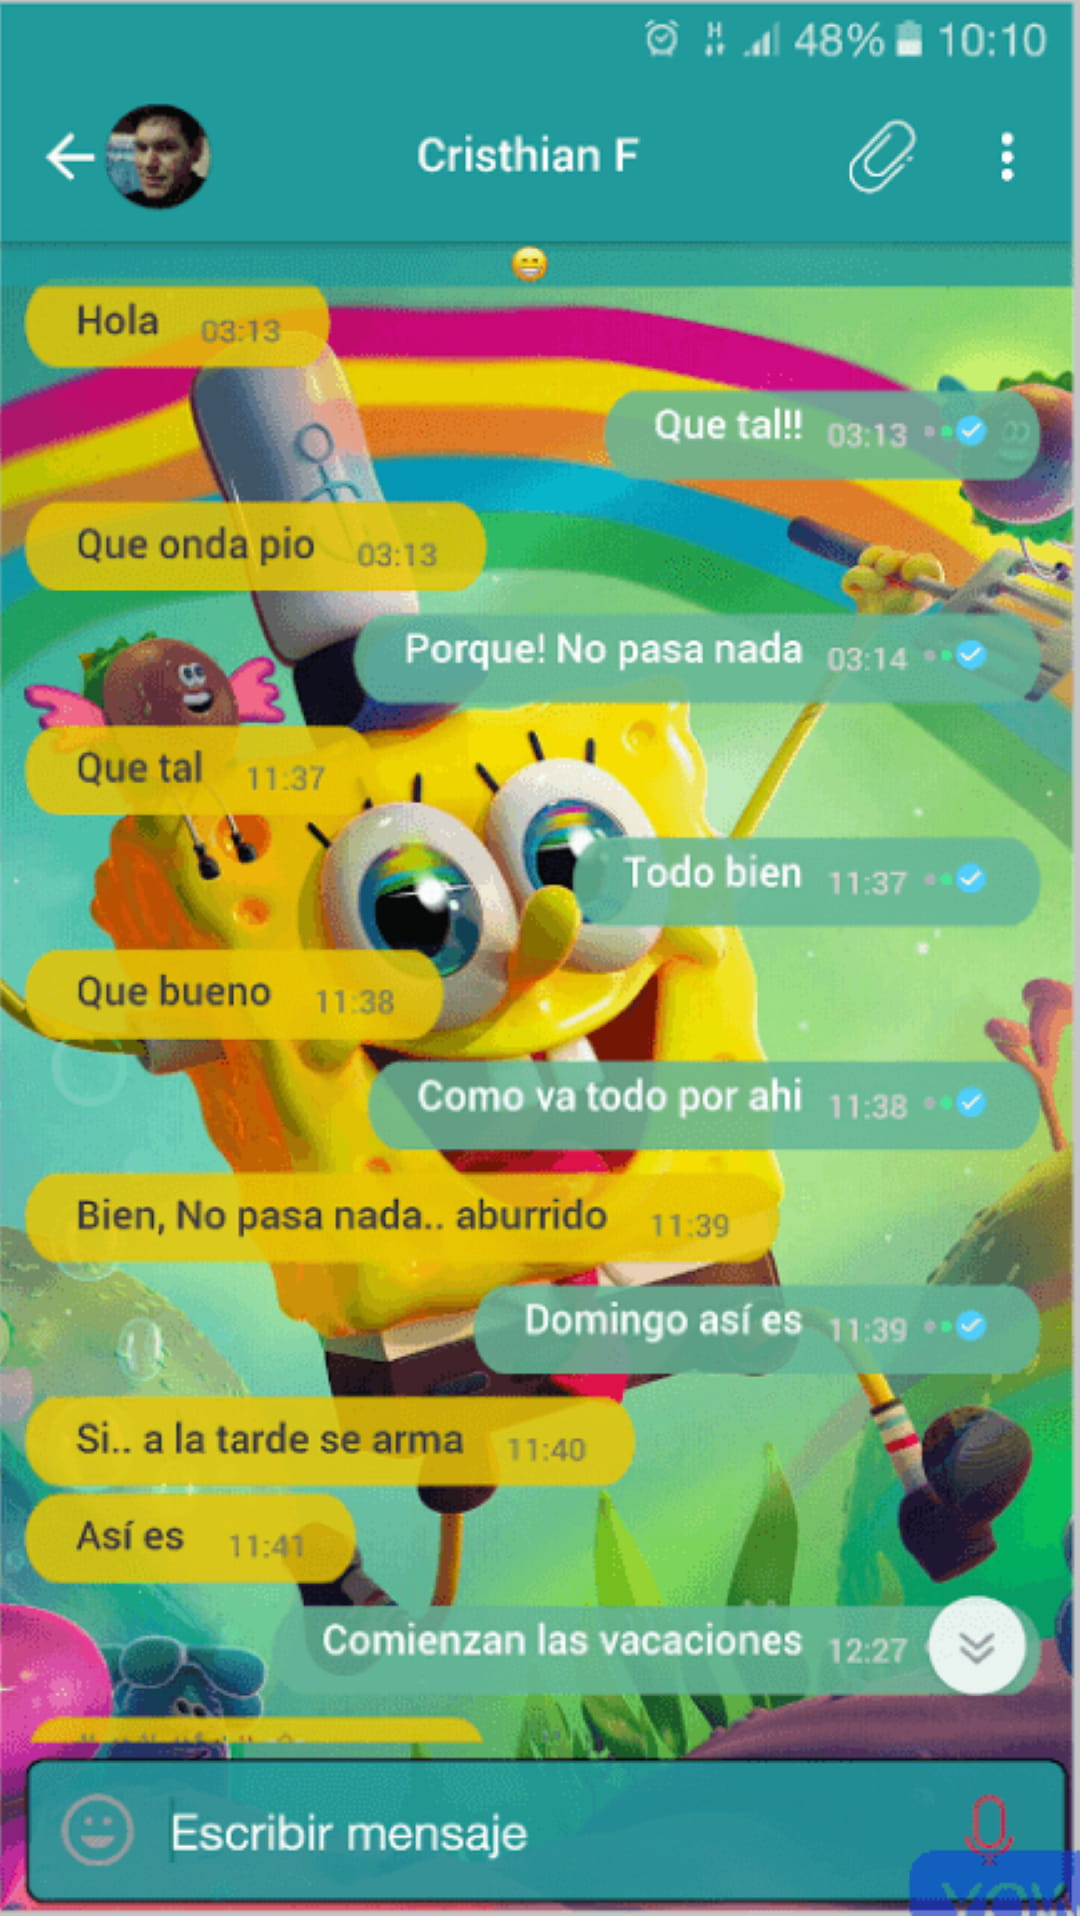 H
48% 10:10
Cristhian F
Hola 03:13
Que tal!! 03:13
Que onda pio 03:13
Porque! No pasa nada 03:14
Que tal 11:37
Todo bien 11:37
Que bueno 11:38
Como va todo por ahi 11:38
Bien, No pasa nada.. aburrido 11:39
Domingo así es 11:39
Si.. a la tarde se arma 11:40
Así es 11:41
Comienzan las vacaciones 12:27
Escribir mensaje